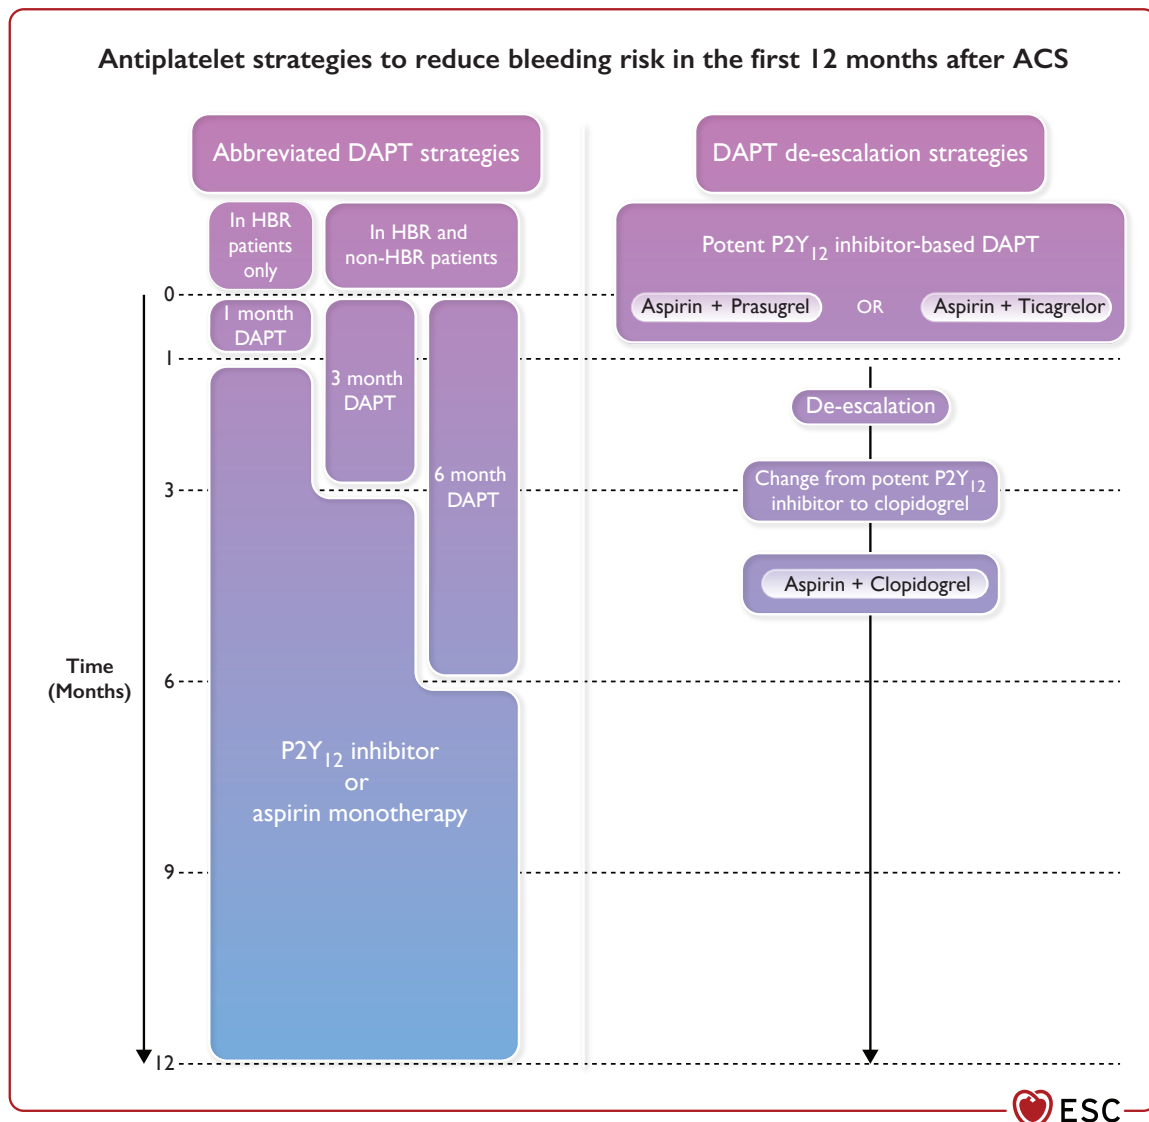 Antiplatelet strategies to reduce bleeding risk in the first 12 months after ACS
Abbreviated DAPT strategies
In HBR
patients
only
In HBR and
non-HBR patients
1 month
DAPT
3 month
DAPT
6 month
DAPT
P2Y12 inhibitor
or
aspirin monotherapy
DAPT de-escalation strategies
Potent P2Y12 inhibitor-based DAPT
Aspirin + Prasugrel OR Aspirin + Ticagrelor
De-escalation
Change from potent P2Y12
inhibitor to clopidogrel
Aspirin + Clopidogrel
Time
(Months)
0
1
3
6
9
12
ESC